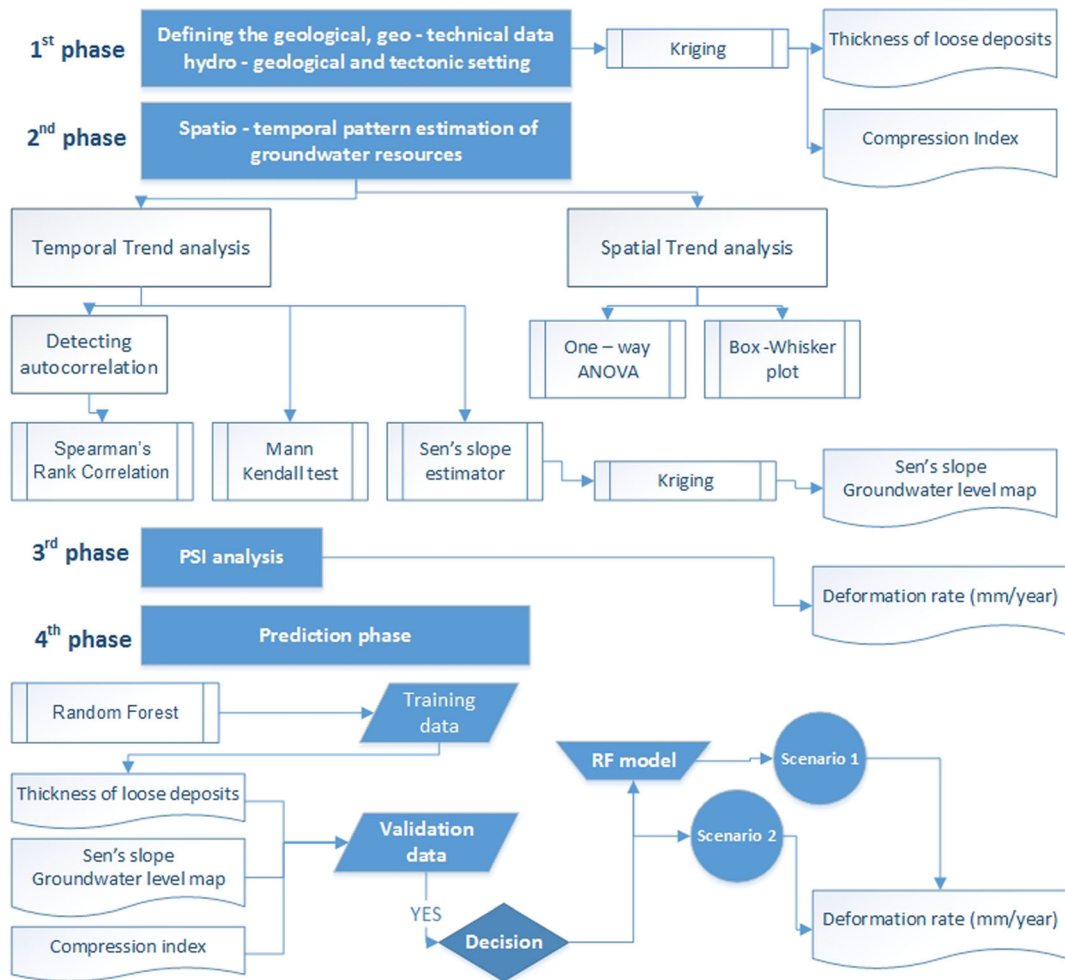 1st phase
Defining the geological, geo - technical data
hydro - geological and tectonic setting
Kriging
Thickness of loose deposits
2nd phase
Spatio - temporal pattern estimation of
groundwater resources
Compression Index
Temporal Trend analysis
Spatial Trend analysis
Detecting
autocorrelation
One – way
ANOVA
Box -Whisker
plot
Spearman's
Rank Correlation
Mann
Kendall test
Sen's slope
estimator
Kriging
Sen's slope
Groundwater level map
3rd phase
PSI analysis
Deformation rate (mm/year)
4th phase
Prediction phase
Random Forest
Training
data
RF model
Scenario 1
Thickness of loose deposits
Validation
data
Scenario 2
Sen's slope
Groundwater level map
YES
Decision
Deformation rate (mm/year)
Compression index